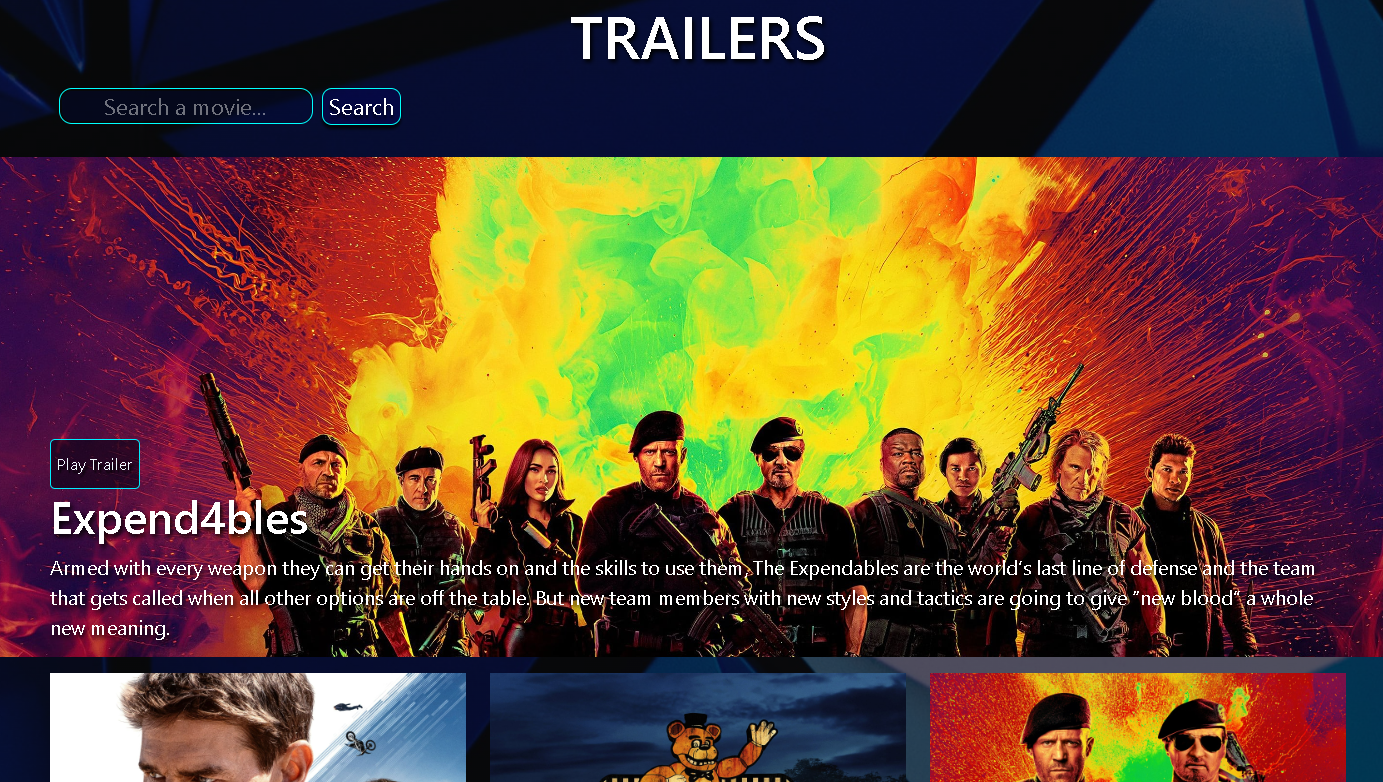 TRAILERS
Search a movie...
Search
Play Trailer
Expend4bles
Armed with every weapon they can get their hands on and the skills to use them, The Expendables are the world's last line of defense and the team
that gets called when all other options are off the table. But new team members with new styles and tactics are going to give "new blood" a whole
new meaning.